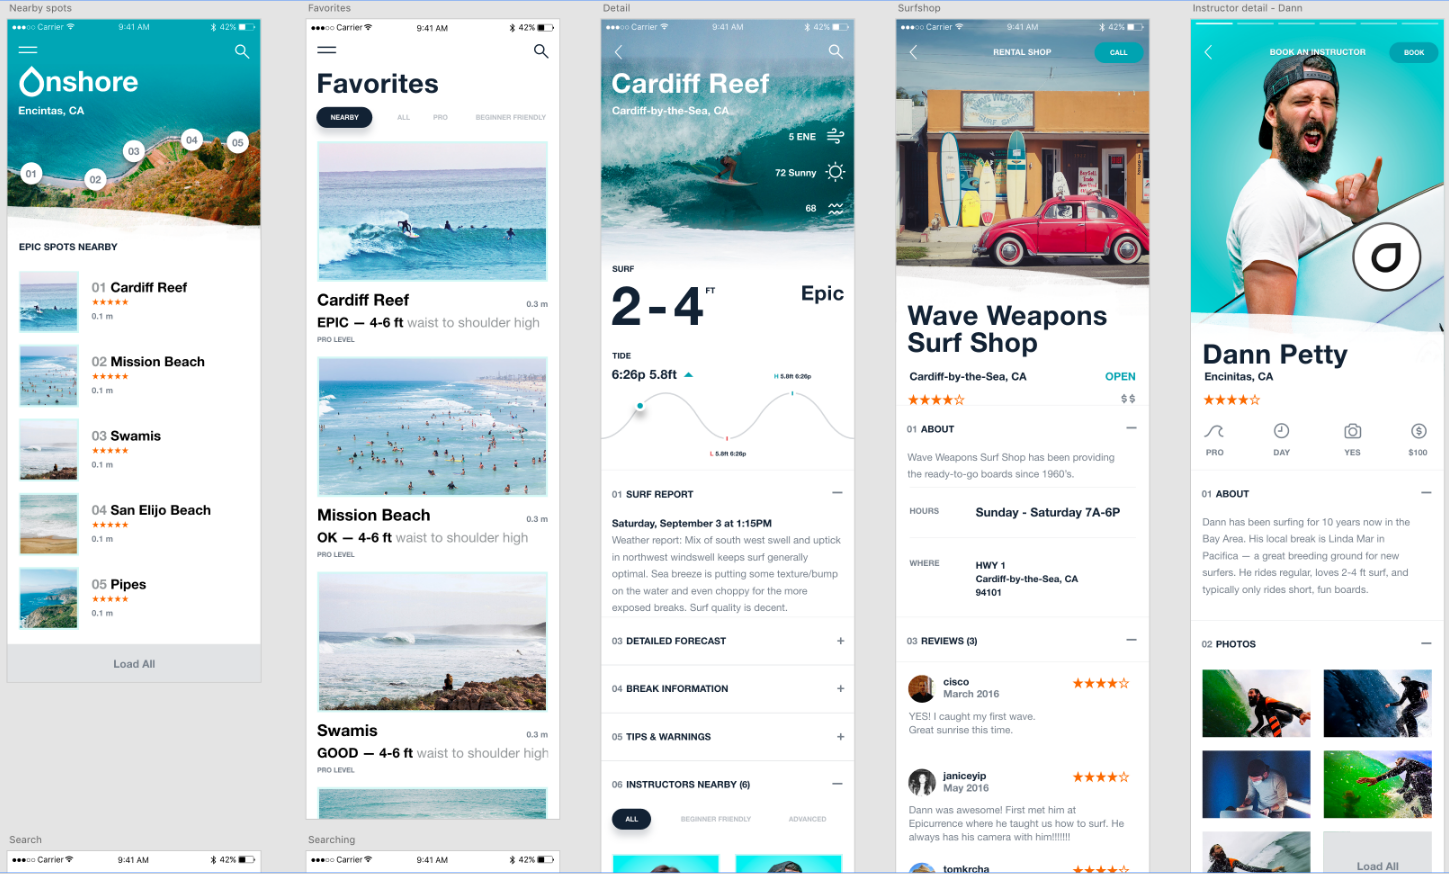 Nearby spots
●●●○○ Carrier 9:41 AM 42%
Onshore
Encintas, CA
01
02
03
04
05
EPIC SPOTS NEARBY
01 Cardiff Reef
★★★★★
0.1 m
02 Mission Beach
★★★★★
0.1 m
03 Swamis
★★★★★
0.1 m
04 San Elijo Beach
★★★★★
0.1 m
05 Pipes
★★★★★
0.1 m
Load All
Favorites
●●●○○ Carrier 9:41 AM 42%
Favorites
NEARBY ALL PRO BEGINNER FRIENDLY
Cardiff Reef 0.3 m
EPIC — 4-6 ft waist to shoulder high
PRO LEVEL
Mission Beach 0.3 m
OK — 4-6 ft waist to shoulder high
PRO LEVEL
Swamis 0.3 m
GOOD — 4-6 ft waist to shoulder high
PRO LEVEL
Detail
●●●○○ Carrier 9:41 AM 42%
Cardiff Reef
Cardiff-by-the-Sea, CA
5 ENE
72 Sunny
68
SURF
2-4 FT Epic
TIDE
6:26p 5.8ft
H 5.8ft 6:26p
L 5.8ft 6:26p
01 SURF REPORT
Saturday, September 3 at 1:15PM
Weather report: Mix of south west swell and uptick
in northwest windswell keeps surf generally
optimal. Sea breeze is putting some texture/bump
on the water and even choppy for the more
exposed breaks. Surf quality is decent.
03 DETAILED FORECAST
04 BREAK INFORMATION
05 TIPS & WARNINGS
06 INSTRUCTORS NEARBY (6)
ALL BEGINNER FRIENDLY ADVANCED
Surfshop
●●●○○ Carrier 9:41 AM 42%
RENTAL SHOP CALL
Wave Weapons
Surf Shop
Cardiff-by-the-Sea, CA OPEN
★★★★☆ $$
01 ABOUT
Wave Weapons Surf Shop has been providing
the ready-to-go boards since 1960's.
HOURS Sunday - Saturday 7A-6P
WHERE HWY 1
Cardiff-by-the-Sea, CA
94101
03 REVIEWS (3)
cisco ★★★★☆
March 2016
YES! I caught my first wave.
Great sunrise this time.
janiceyip ★★★★☆
May 2016
Dann was awesome! First met him at
Epicurrence where he taught us how to surf. He
always has his camera with him!!!!!!!
tomkrcha
Instructor detail - Dann
BOOK AN INSTRUCTOR BOOK
Dann Petty
Encinitas, CA
★★★★☆
PRO DAY YES $100
01 ABOUT
Dann has been surfing for 10 years now in the
Bay Area. His local break is Linda Mar in
Pacifica — a great breeding ground for new
surfers. He rides regular, loves 2-4 ft surf, and
typically only rides short, fun boards.
02 PHOTOS
Load All
Search
●●●○○ Carrier 9:41 AM 42%
Searching
●●●○○ Carrier 9:41 AM 42%
9:41 AM 42%
9:41 AM 42%